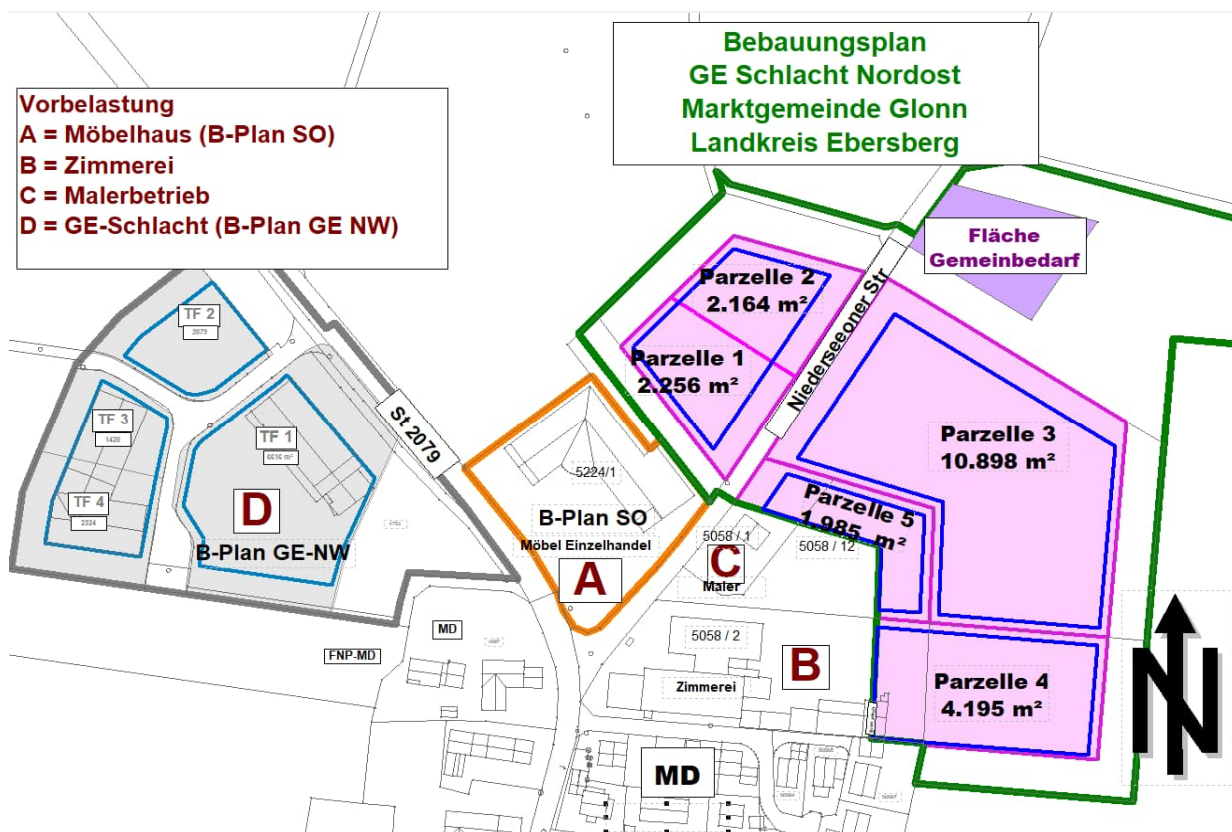 Bebauungsplan
GE Schlacht Nordost
Marktgemeinde Glonn
Landkreis Ebersberg
Vorbelastung
A = Möbelhaus (B-Plan SO)
B = Zimmerei
C = Malerbetrieb
D = GE-Schlacht (B-Plan GE NW)
Fläche
Gemeinbedarf
Parzelle 2
2.164 m²
Niederseeoner Str
TF 2
2079
Parzelle 1
2.256 m²
TF 3
1420
St 2079
TF 1
6616 m²
Parzelle 3
10.898 m²
5224/1
TF 4
2324
D
B-Plan GE-NW
B-Plan SO
Möbel Einzelhandel
A
Parzelle 5
1.985 m²
5058 / 1
5058 / 12
C
Maler
MD
FNP-MD
5058 / 2
B
Zimmerei
Parzelle 4
4.195 m²
N
MD